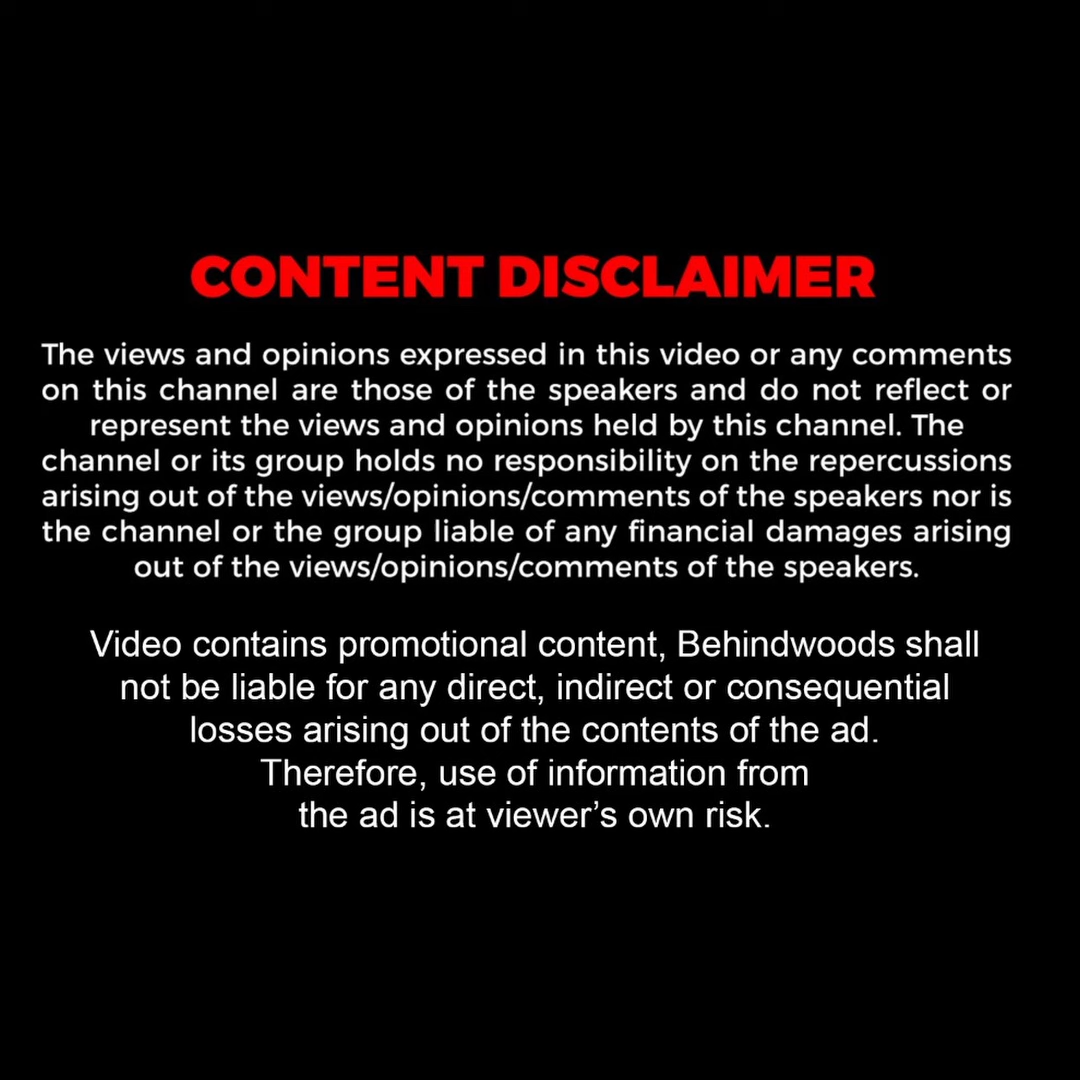 CONTENT DISCLAIMER
The views and opinions expressed in this video or any comments
on this channel are those of the speakers and do not reflect or
represent the views and opinions held by this channel. The
channel or its group holds no responsibility on the repercussions
arising out of the views/opinions/comments of the speakers nor is
the channel or the group liable of any financial damages arising
out of the views/opinions/comments of the speakers.
Video contains promotional content, Behindwoods shall
not be liable for any direct, indirect or consequential
losses arising out of the contents of the ad.
Therefore, use of information from
the ad is at viewer’s own risk.